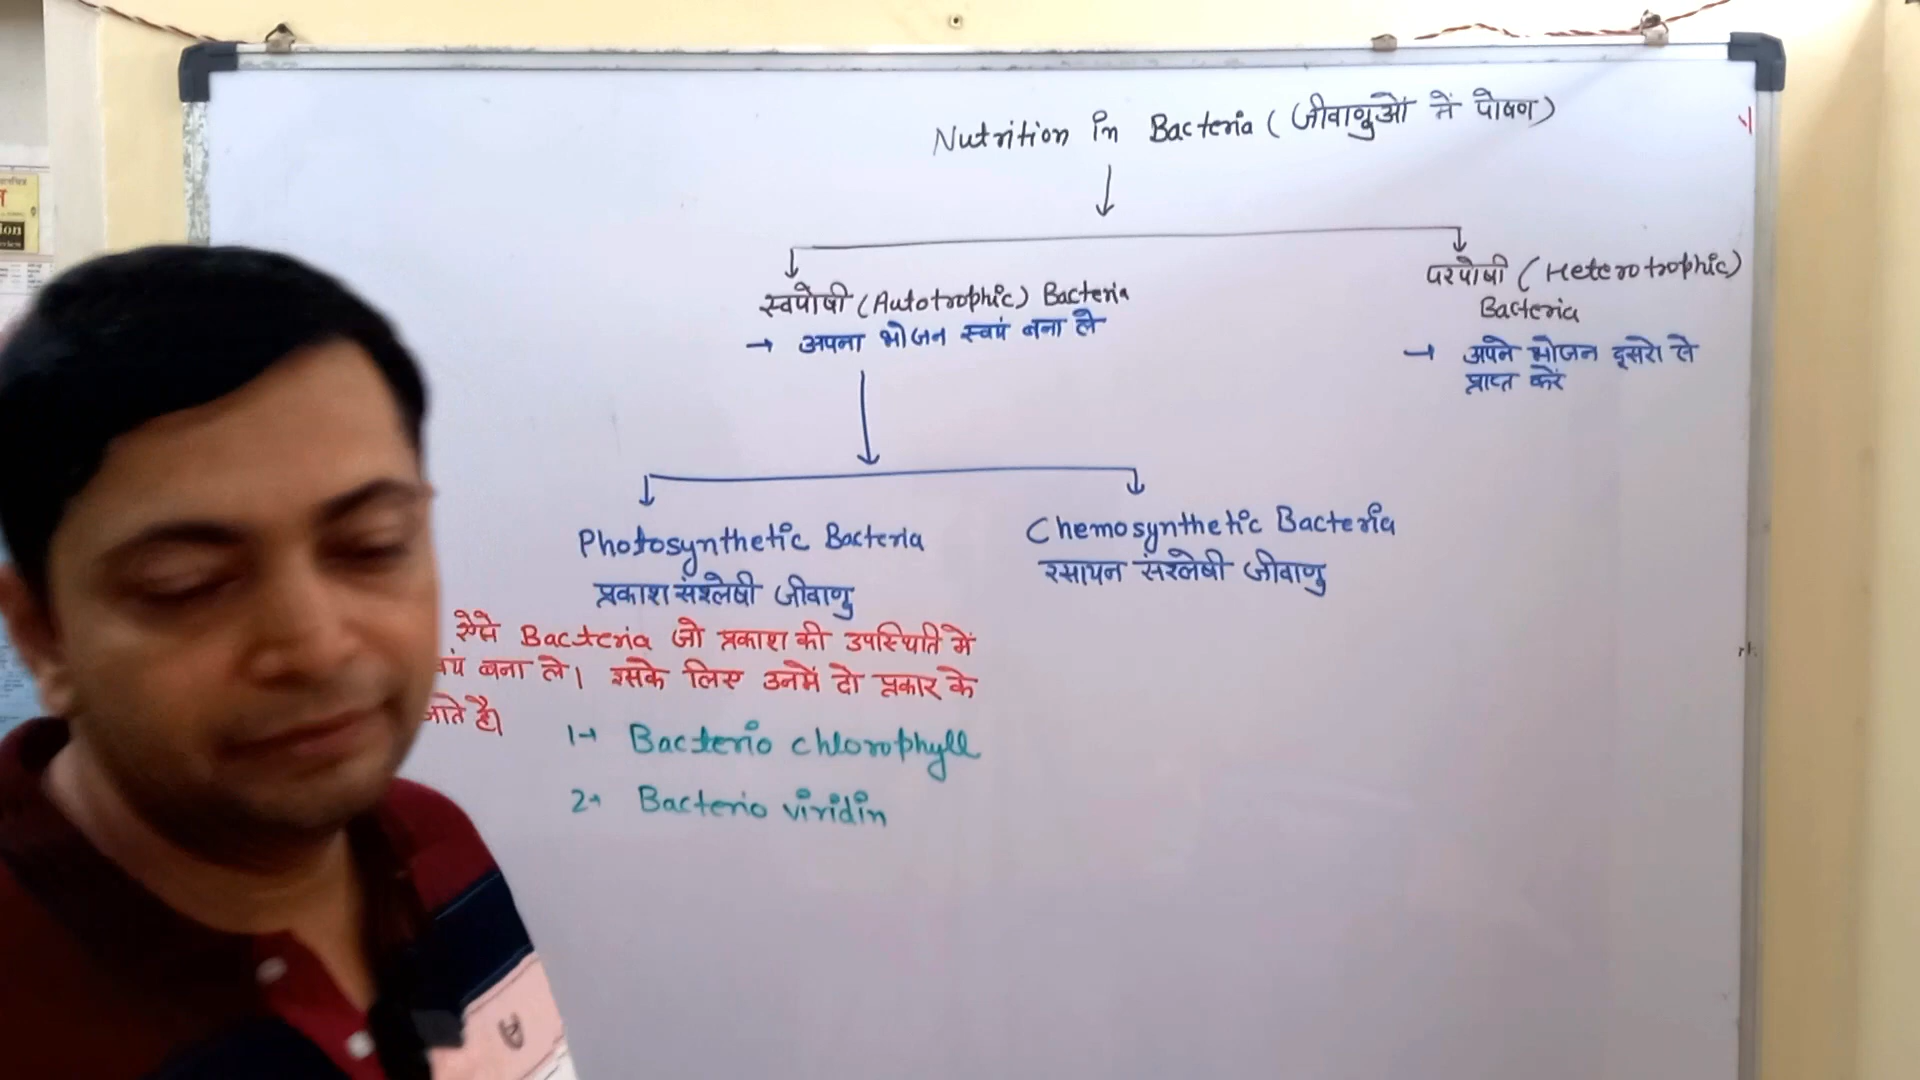 Nutrition in Bacteria (जीवाणुओं में पोषण)
स्वपोषी (Autotrophic) Bacteria
→ अपना भोजन स्वयं बना ले
परपोषी (Heterotrophic)
Bacteria
→ अपने भोजन दूसरो से
प्राप्त करें
Photosynthetic Bacteria
प्रकाश संश्लेषी जीवाणु
Chemosynthetic Bacteria
रसायन संश्लेषी जीवाणु
ऐसे Bacteria जो प्रकाश की उपस्थिति में
बना ले। इसके लिए उनमें दो प्रकार के
जाते है।
1→ Bacterio chlorophyll
2→ Bacterio viridin